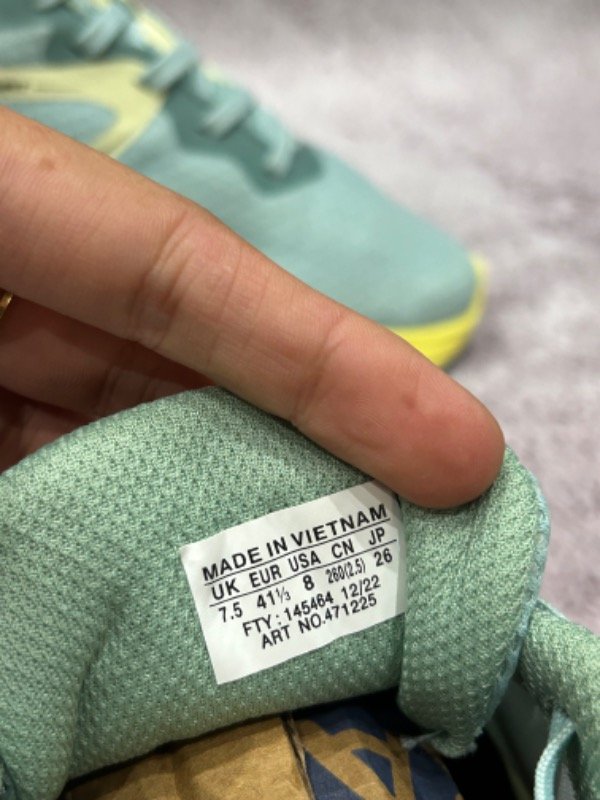 MADE IN VIETNAM
UK EUR USA CN JP
7.5 41⅓ 8 260(2.5) 26
FTY : 145464 12/22
ART NO.471225